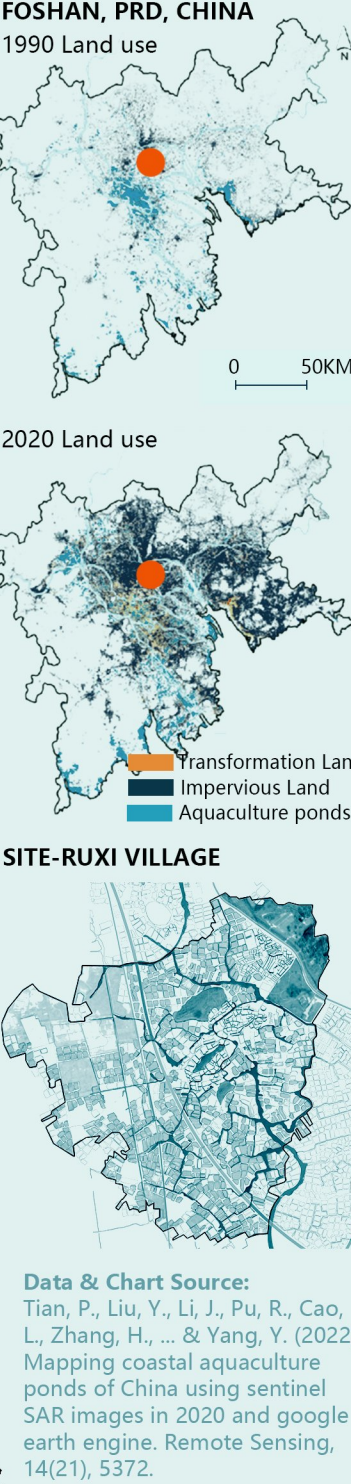 FOSHAN, PRD, CHINA
1990 Land use
N
0 50KM
2020 Land use
Transformation Lan
Impervious Land
Aquaculture ponds
SITE-RUXI VILLAGE
Data & Chart Source:
Tian, P., Liu, Y., Li, J., Pu, R., Cao,
L., Zhang, H., ... & Yang, Y. (2022
Mapping coastal aquaculture
ponds of China using sentinel
SAR images in 2020 and google
earth engine. Remote Sensing,
14(21), 5372.